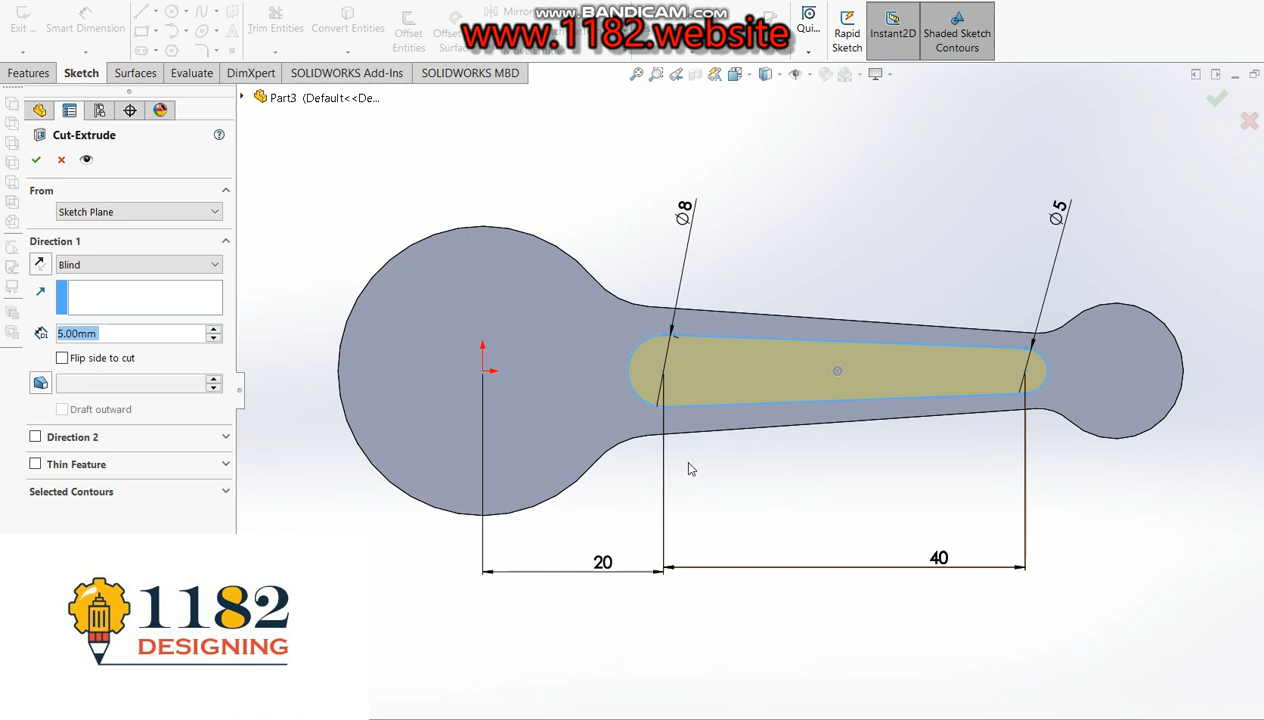 www.BANDICAM.com
www.1182.website
Exit ...
Smart Dimension
Trim Entities
Convert Entities
Offset
Entities
Mirror
Qui...
Rapid
Sketch
Instant2D
Shaded Sketch
Contours
Features
Sketch
Surfaces
Evaluate
DimXpert
SOLIDWORKS Add-Ins
SOLIDWORKS MBD
Part3 (Default<<De...
Cut-Extrude
From
Sketch Plane
Direction 1
Blind
5.00mm
Flip side to cut
Draft outward
Direction 2
Thin Feature
Selected Contours
Ø8
Ø5
20
40
1182
DESIGNING